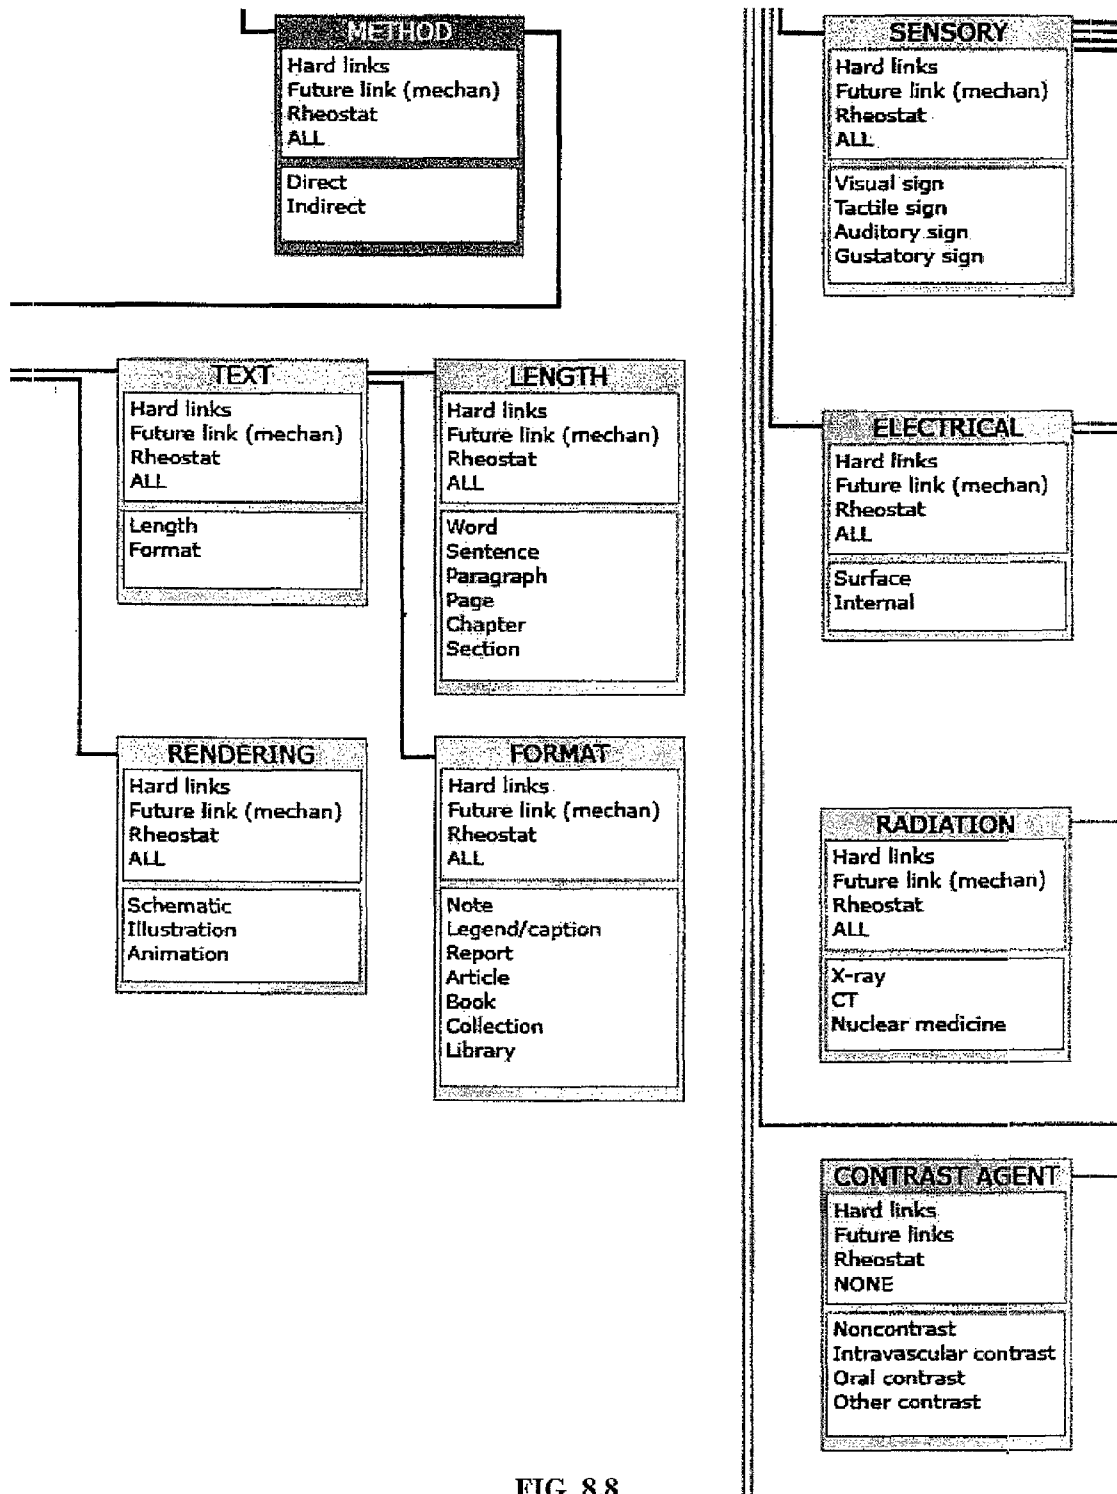 METHOD
Hard links
Future link (mechan)
Rheostat
ALL
Direct
Indirect
TEXT
Hard links
Future link (mechan)
Rheostat
ALL
Length
Format
LENGTH
Hard links
Future link (mechan)
Rheostat
ALL
Word
Sentence
Paragraph
Page
Chapter
Section
RENDERING
Hard links
Future link (mechan)
Rheostat
ALL
Schematic
Illustration
Animation
FORMAT
Hard links
Future link (mechan)
Rheostat
ALL
Note
Legend/caption
Report
Article
Book
Collection
Library
SENSORY
Hard links
Future link (mechan)
Rheostat
ALL
Visual sign
Tactile sign
Auditory sign
Gustatory sign
ELECTRICAL
Hard links
Future link (mechan)
Rheostat
ALL
Surface
Internal
RADIATION
Hard links
Future link (mechan)
Rheostat
ALL
X-ray
CT
Nuclear medicine
CONTRAST AGENT
Hard links
Future links
Rheostat
NONE
Noncontrast
Intravascular contrast
Oral contrast
Other contrast
FIG. 8.8